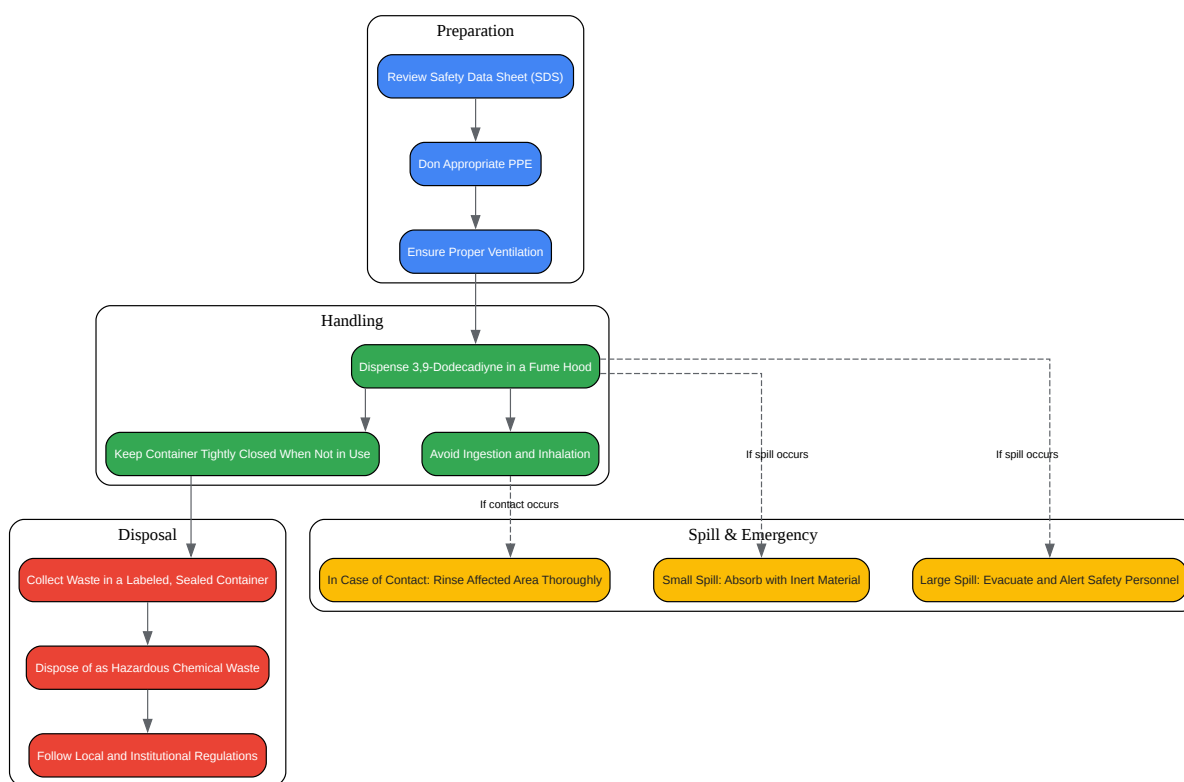 Preparation
Review Safety Data Sheet (SDS)
Don Appropriate PPE
Ensure Proper Ventilation
Handling
Dispense 3,9-Dodecadiyne in a Fume Hood
Keep Container Tightly Closed When Not in Use
Avoid Ingestion and Inhalation
If spill occurs
If spill occurs
If contact occurs
Disposal
Spill & Emergency
Collect Waste in a Labeled, Sealed Container
In Case of Contact: Rinse Affected Area Thoroughly
Small Spill: Absorb with Inert Material
Large Spill: Evacuate and Alert Safety Personnel
Dispose of as Hazardous Chemical Waste
Follow Local and Institutional Regulations